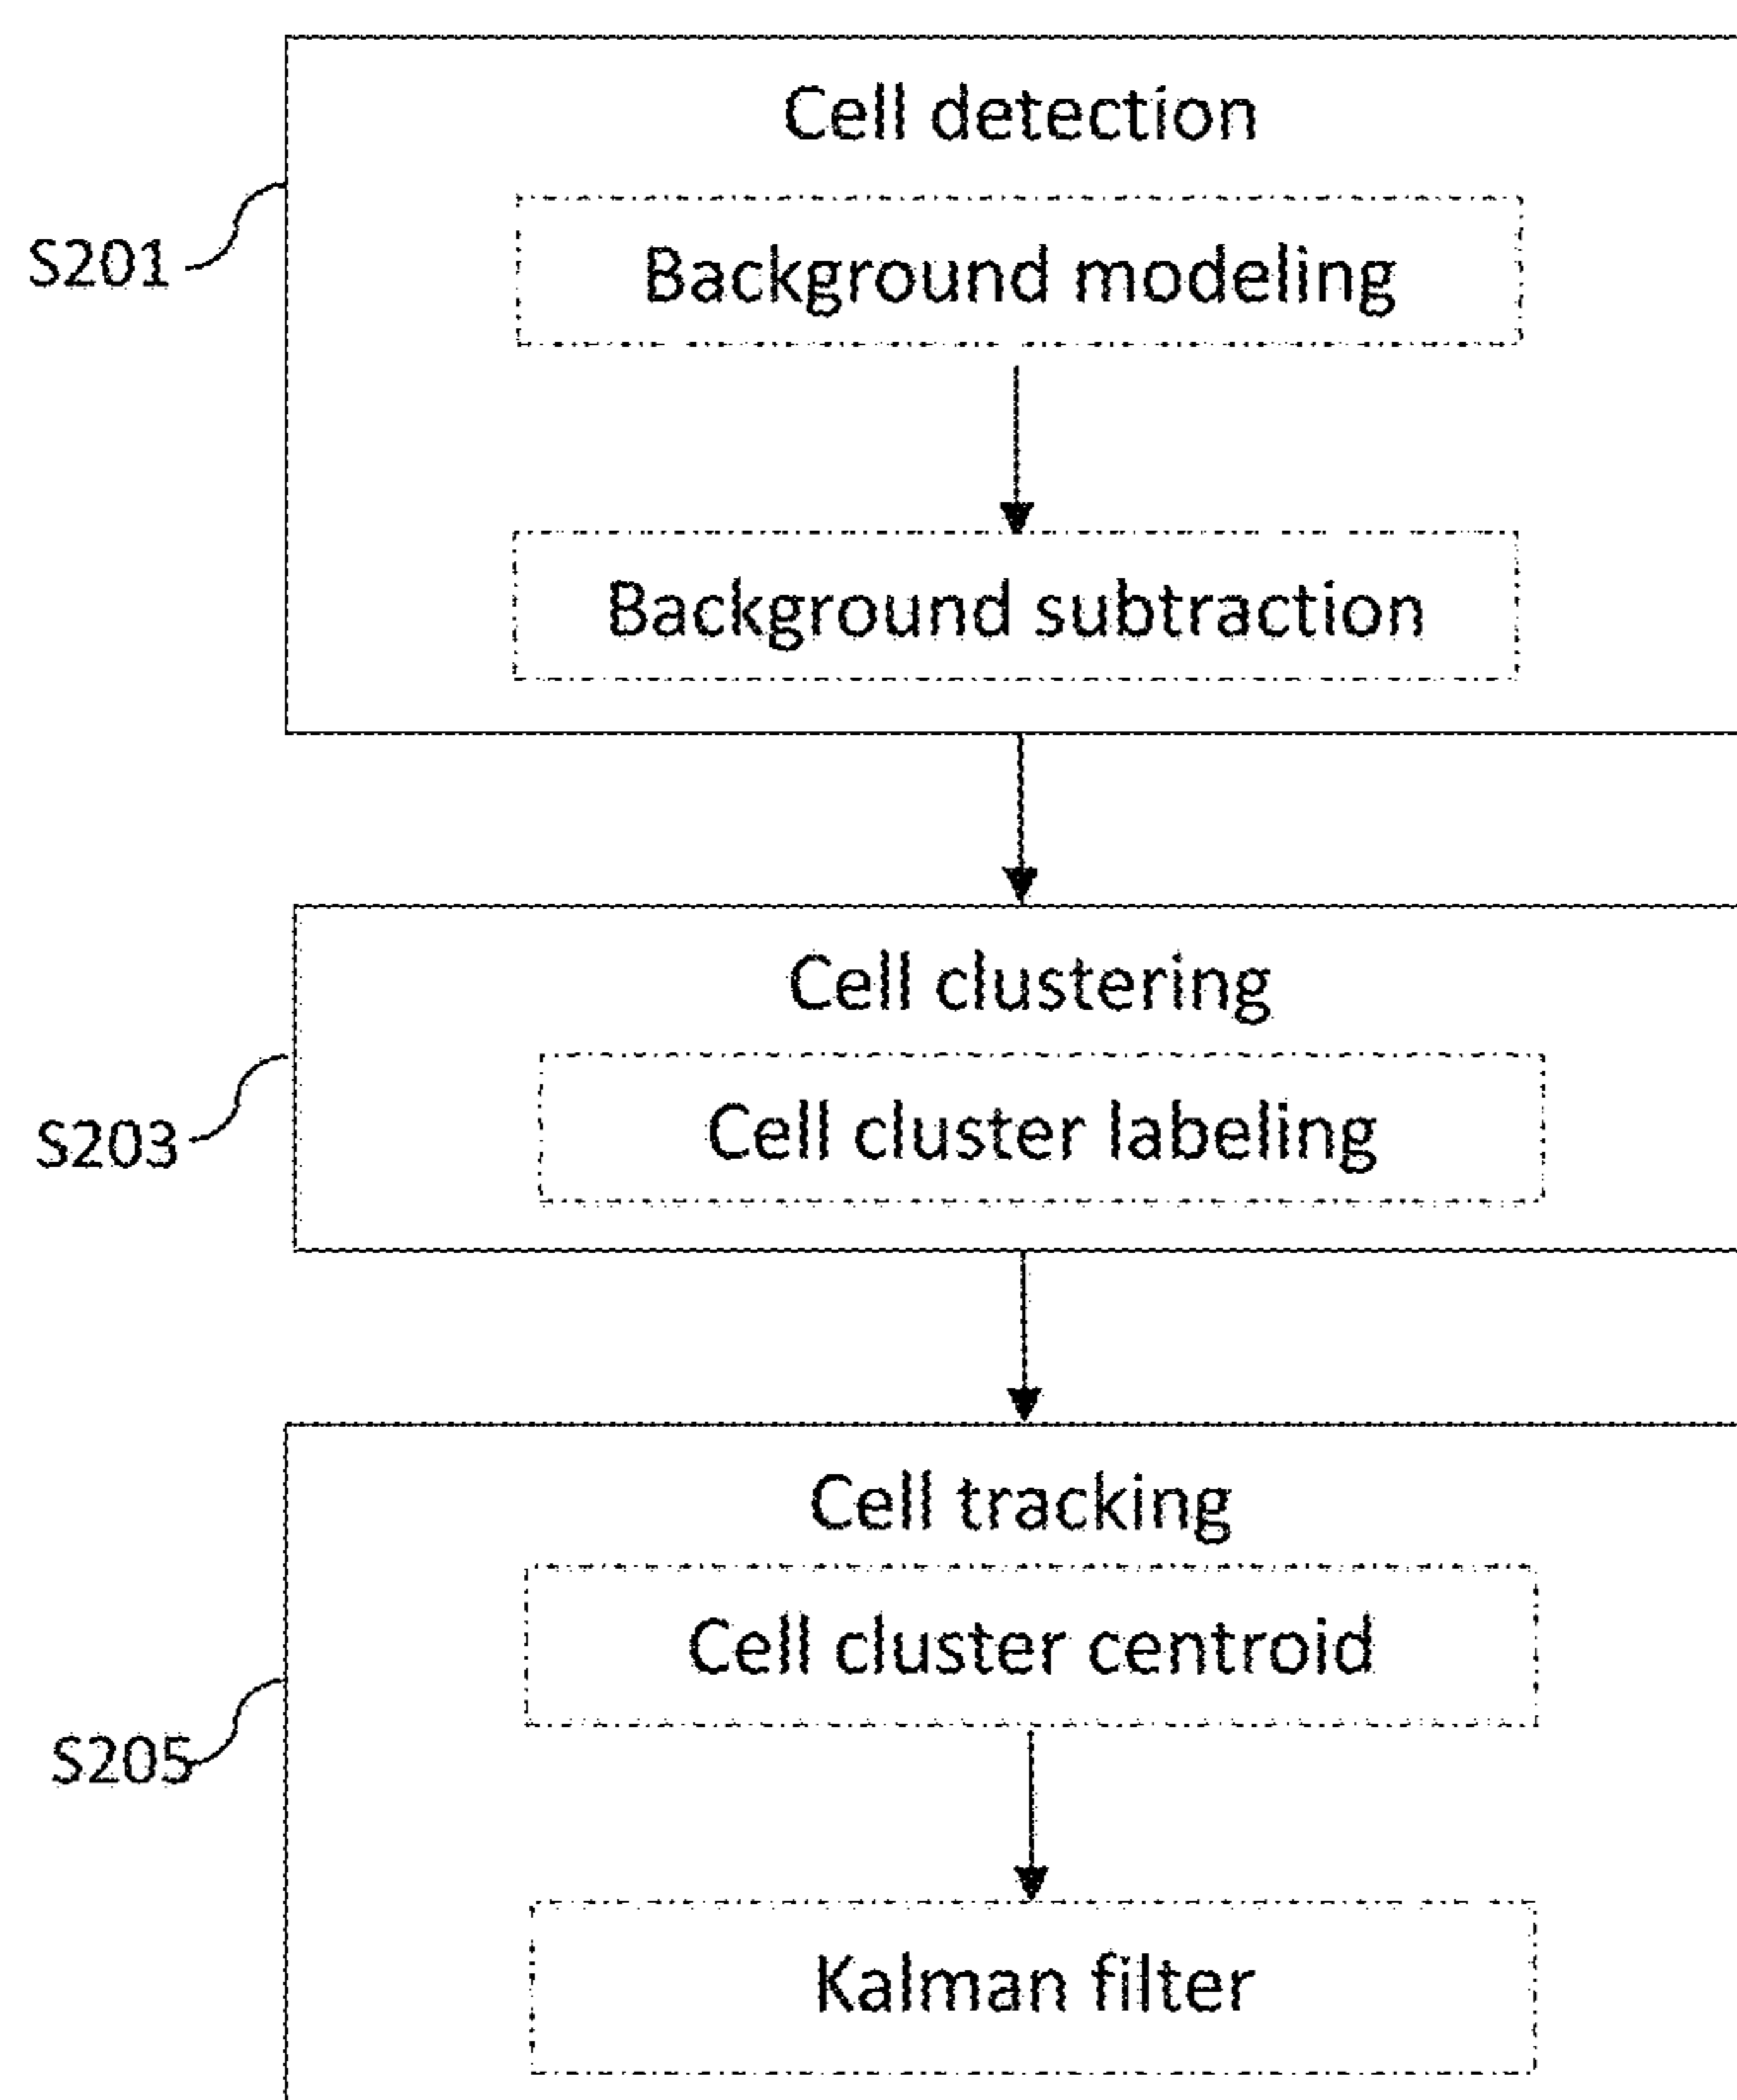 Cell detection
Background modeling
S201
Background subtraction
Cell clustering
Cell cluster labeling
S203
Cell tracking
Cell cluster centroid
S205
Kalman filter